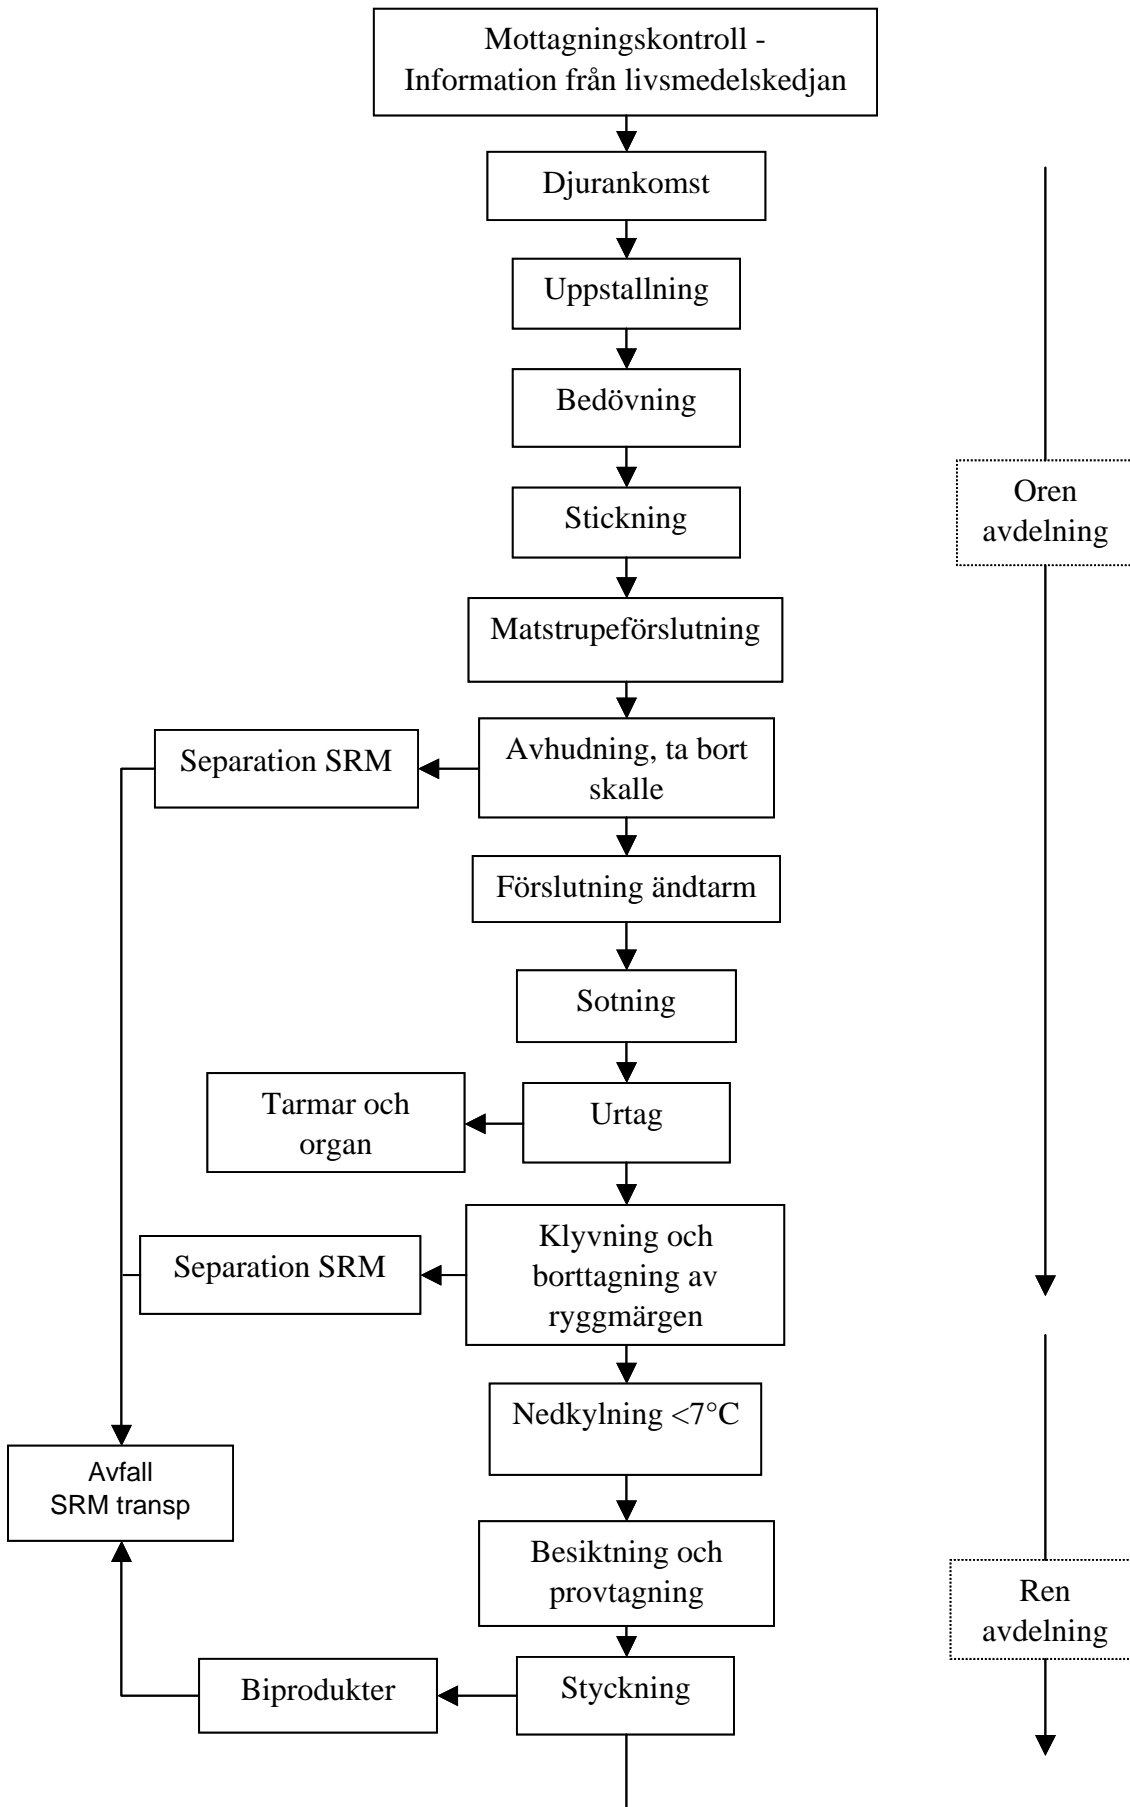 Mottagningskontroll -
Information från livsmedelskedjan
Djurankomst
Uppstallning
Bedövning
Stickning
Oren
avdelning
Matstrupeförslutning
Avhudning, ta bort
skalle
Separation SRM
Förslutning ändtarm
Sotning
Urtag
Tarmar och
organ
Klyvning och
borttagning av
ryggmärgen
Separation SRM
Nedkylning <7°C
Avfall
SRM transp
Besiktning och
provtagning
Ren
avdelning
Styckning
Biprodukter